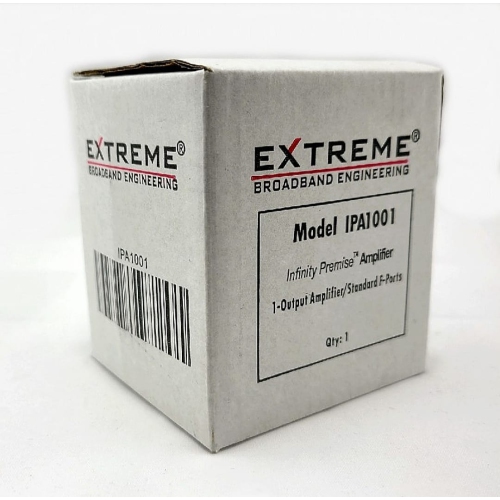 EXTREME®
BROADBAND ENGINEERING
IPA1001
EXTREME®
BROADBAND ENGINEERING
Model IPA1001
Infinity Premise™ Amplifier
1-Output Amplifier/Standard F-Ports
Qty: 1